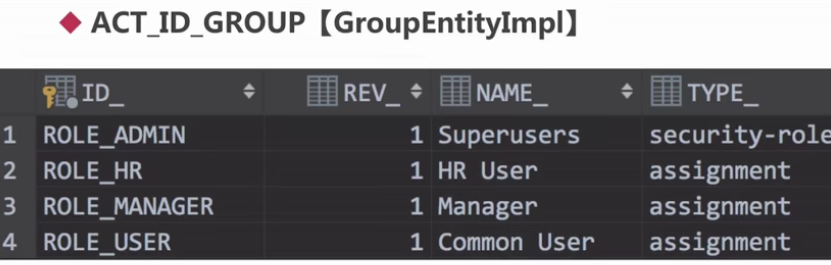 ◆ ACT_ID_GROUP【GroupEntityImpl】
ID_ REV_ NAME_ TYPE_
1 ROLE_ADMIN 1 Superusers security-role
2 ROLE_HR 1 HR User assignment
3 ROLE_MANAGER 1 Manager assignment
4 ROLE_USER 1 Common User assignment